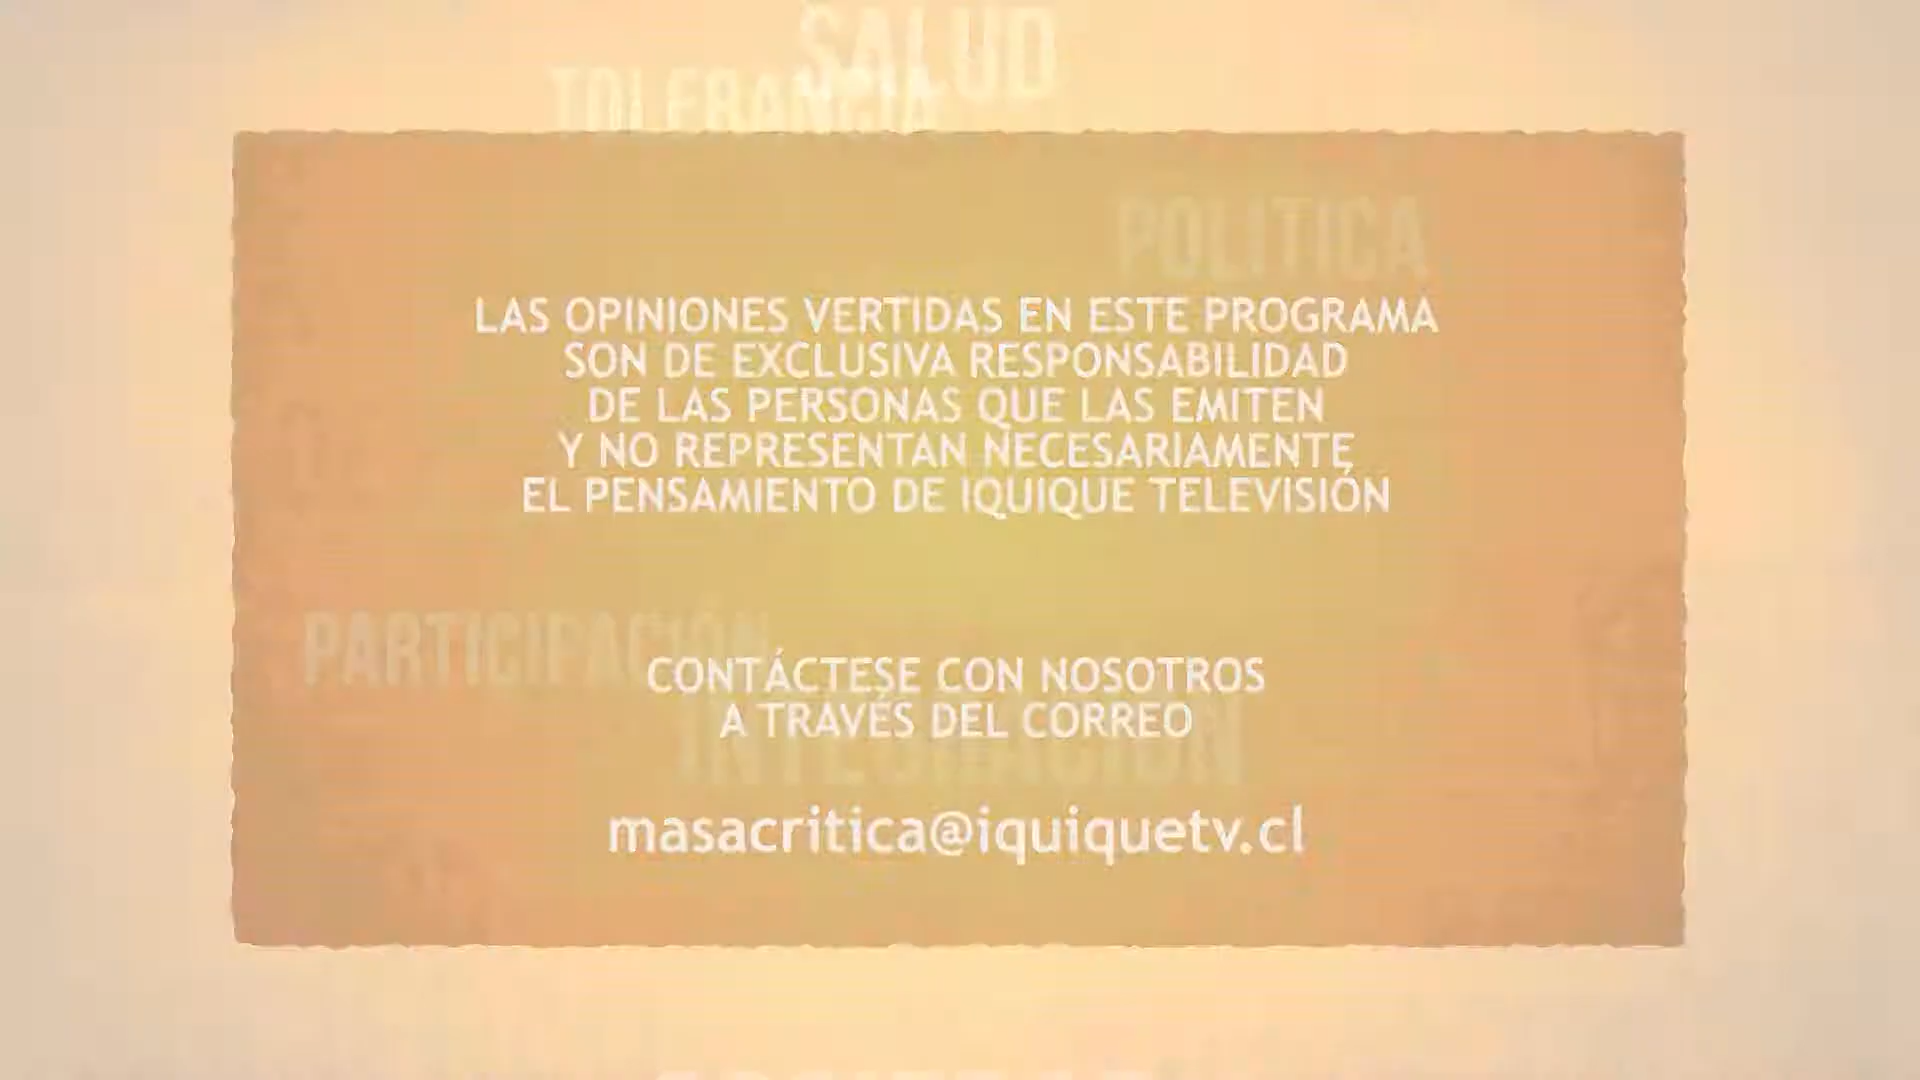 SALUD
TOLERANCIA
POLITICA
LAS OPINIONES VERTIDAS EN ESTE PROGRAMA
SON DE EXCLUSIVA RESPONSABILIDAD
DE LAS PERSONAS QUE LAS EMITEN
Y NO REPRESENTAN NECESARIAMENTE
EL PENSAMIENTO DE IQUIQUE TELEVISIÓN
PARTICIPACIÓN
CONTÁCTESE CON NOSOTROS
A TRAVÉS DEL CORREO
INTEGRACIÓN
masacritica@iquiquetv.cl